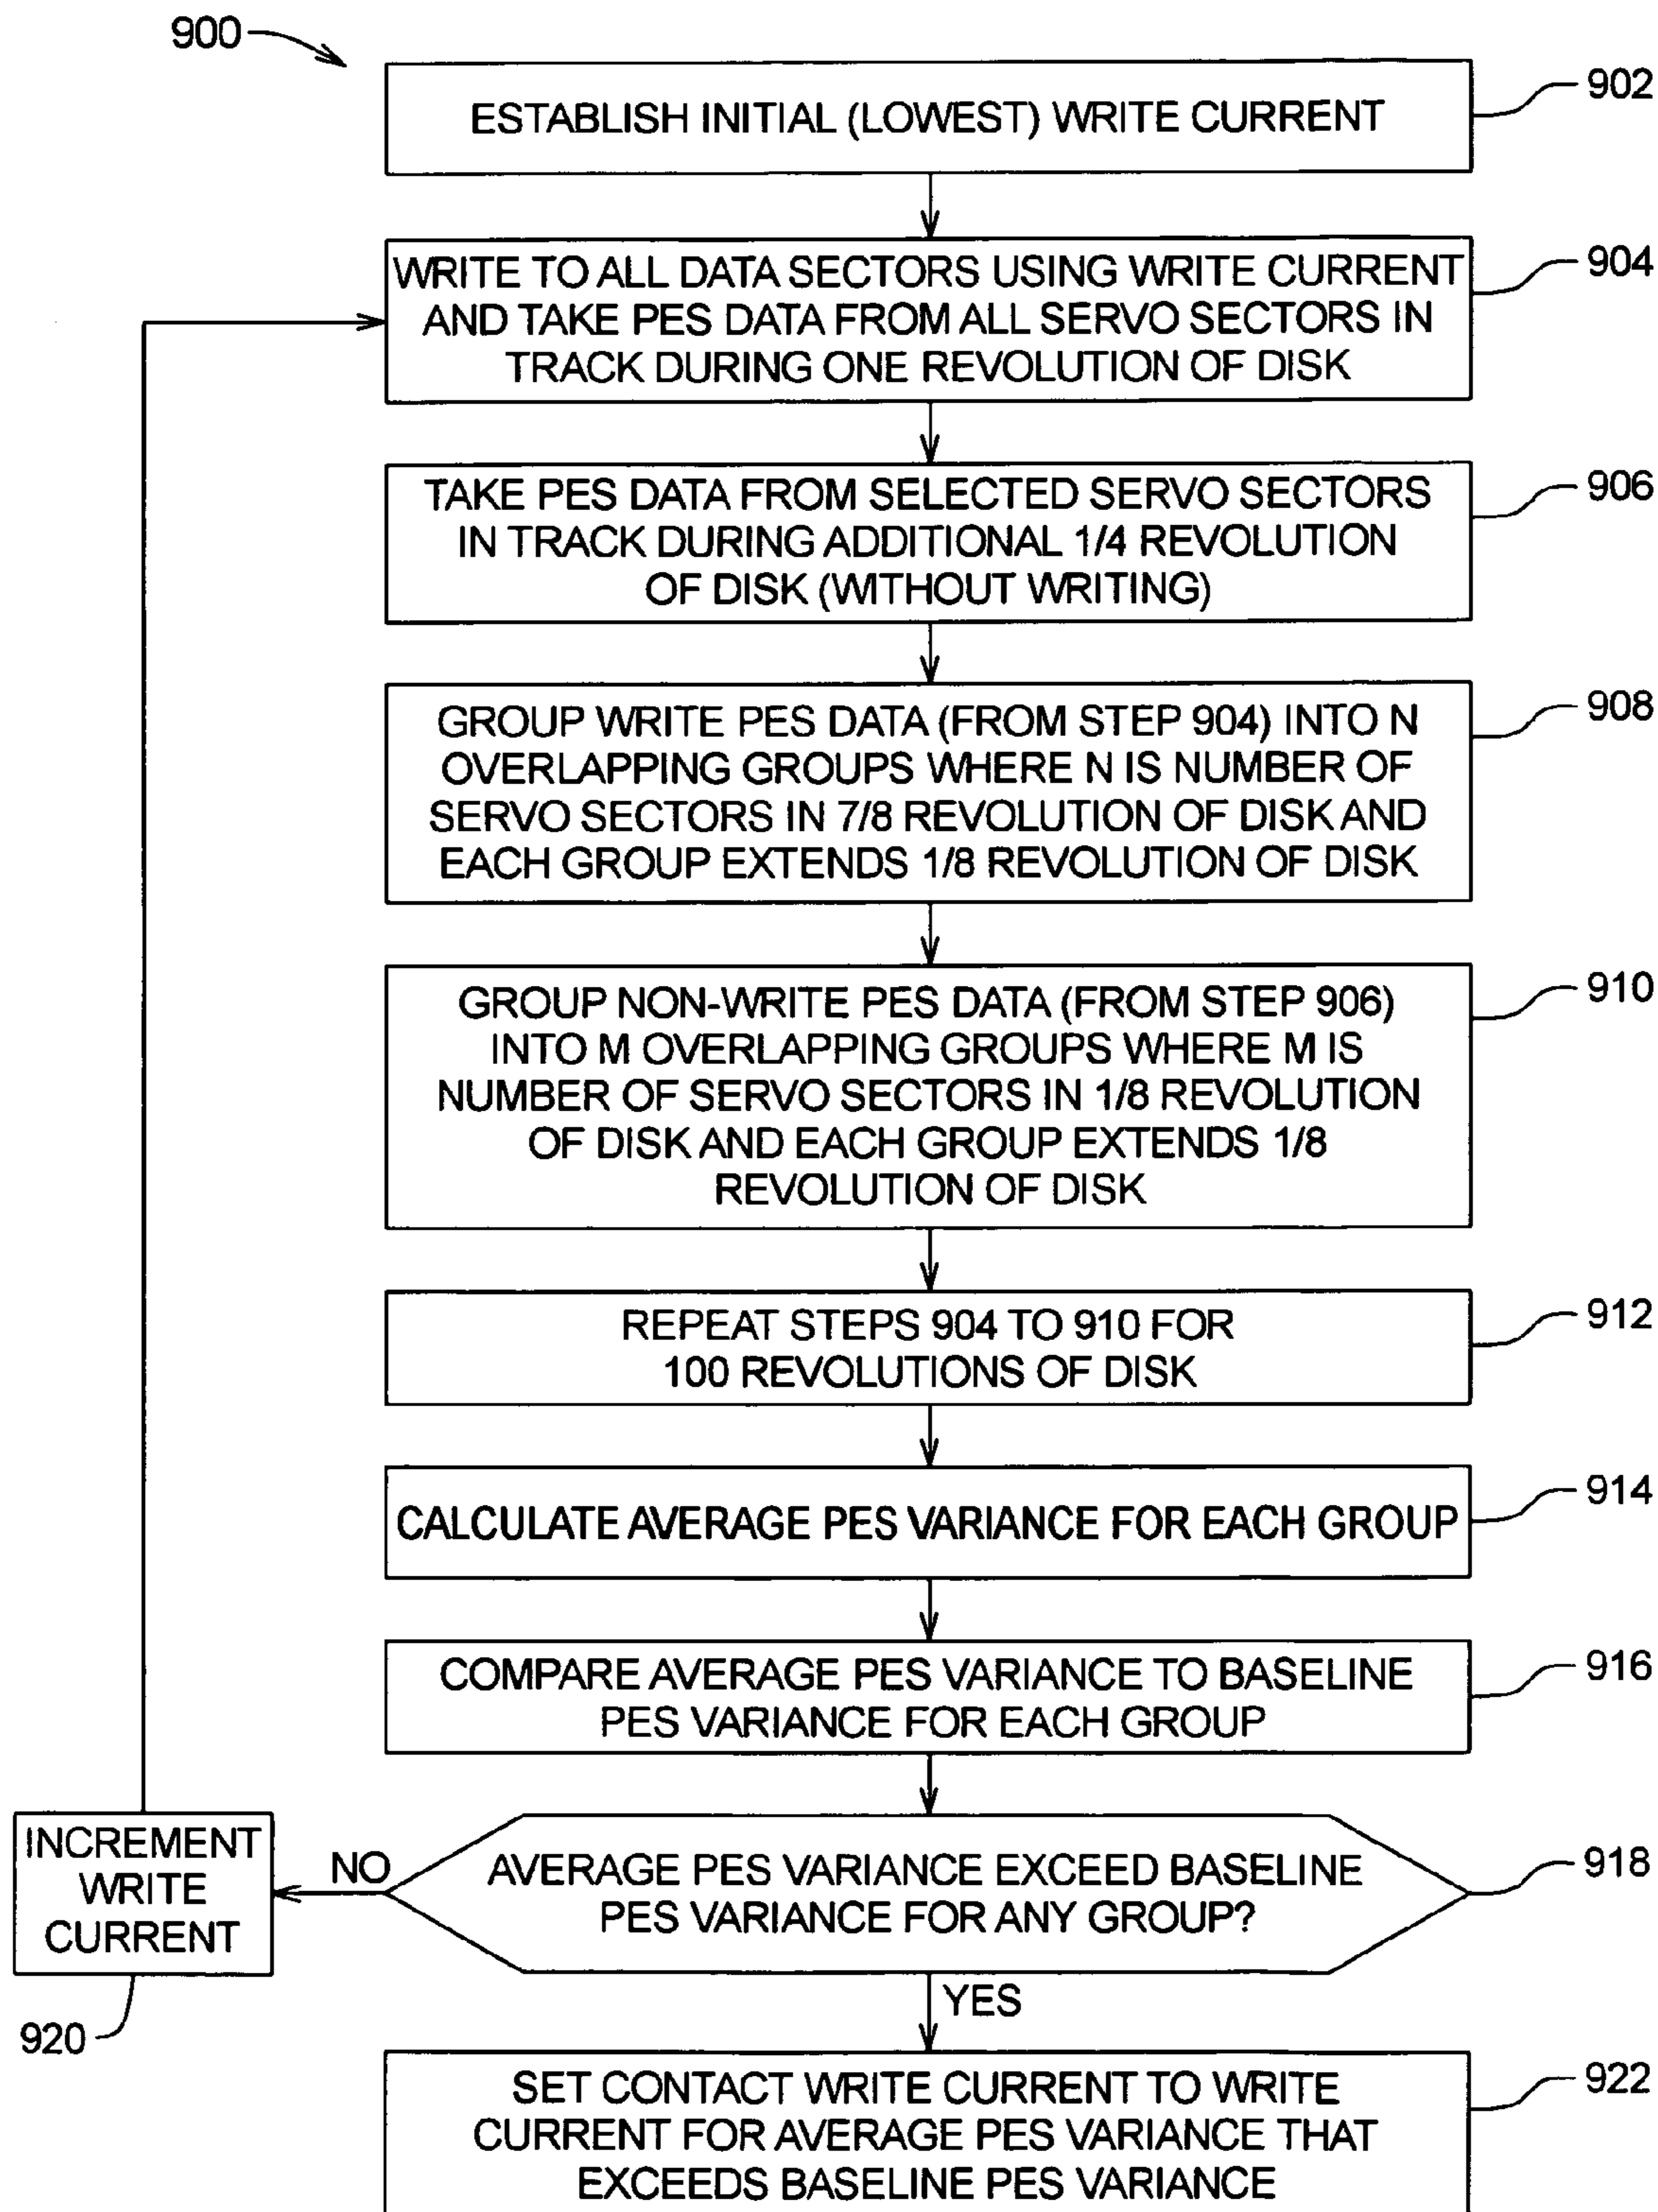 900
ESTABLISH INITIAL (LOWEST) WRITE CURRENT
902
WRITE TO ALL DATA SECTORS USING WRITE CURRENT
AND TAKE PES DATA FROM ALL SERVO SECTORS IN
TRACK DURING ONE REVOLUTION OF DISK
904
TAKE PES DATA FROM SELECTED SERVO SECTORS
IN TRACK DURING ADDITIONAL 1/4 REVOLUTION
OF DISK (WITHOUT WRITING)
906
GROUP WRITE PES DATA (FROM STEP 904) INTO N
OVERLAPPING GROUPS WHERE N IS NUMBER OF
SERVO SECTORS IN 7/8 REVOLUTION OF DISK AND
EACH GROUP EXTENDS 1/8 REVOLUTION OF DISK
908
GROUP NON-WRITE PES DATA (FROM STEP 906)
INTO M OVERLAPPING GROUPS WHERE M IS
NUMBER OF SERVO SECTORS IN 1/8 REVOLUTION
OF DISK AND EACH GROUP EXTENDS 1/8
REVOLUTION OF DISK
910
REPEAT STEPS 904 TO 910 FOR
100 REVOLUTIONS OF DISK
912
CALCULATE AVERAGE PES VARIANCE FOR EACH GROUP
914
COMPARE AVERAGE PES VARIANCE TO BASELINE
PES VARIANCE FOR EACH GROUP
916
AVERAGE PES VARIANCE EXCEED BASELINE
PES VARIANCE FOR ANY GROUP?
918
NO
INCREMENT
WRITE
CURRENT
920
YES
SET CONTACT WRITE CURRENT TO WRITE
CURRENT FOR AVERAGE PES VARIANCE THAT
EXCEEDS BASELINE PES VARIANCE
922